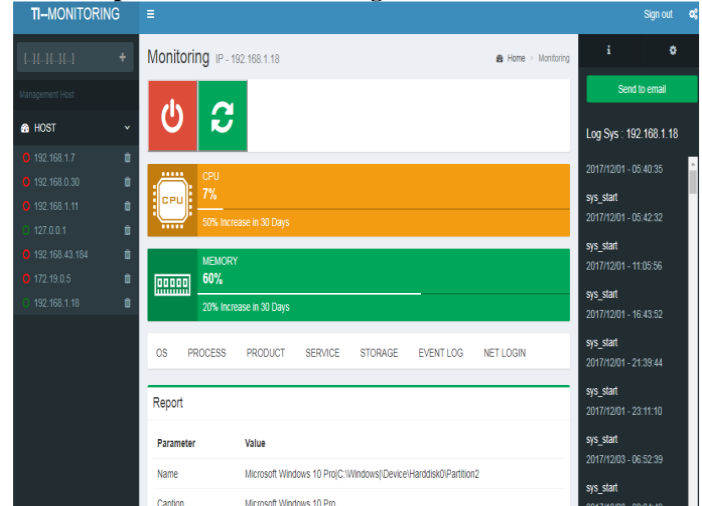 TI--MONITORING
Sign out
[...][...][...][...] +
Management Host
HOST
192.168.1.7
192.168.0.30
192.168.1.11
127.0.0.1
192.168.43.184
172.19.0.5
192.168.1.18
Monitoring IP - 192.168.1.18
Home > Monitoring
CPU
CPU
7%
50% Increase in 30 Days
MEMORY
60%
20% Increase in 30 Days
OS PROCESS PRODUCT SERVICE STORAGE EVENT LOG NET LOGIN
Report
Parameter Value
Name Microsoft Windows 10 Pro|C:\Windows|\Device\Harddisk0\Partition2
Caption Microsoft Windows 10 Pro
i
Send to email
Log Sys : 192.168.1.18
2017/12/01 - 05:40:35
sys_start
2017/12/01 - 05:42:32
sys_start
2017/12/01 - 11:05:56
sys_start
2017/12/01 - 16:43:52
sys_start
2017/12/01 - 21:39:44
sys_start
2017/12/01 - 23:11:10
sys_start
2017/12/03 - 06:52:39
sys_start